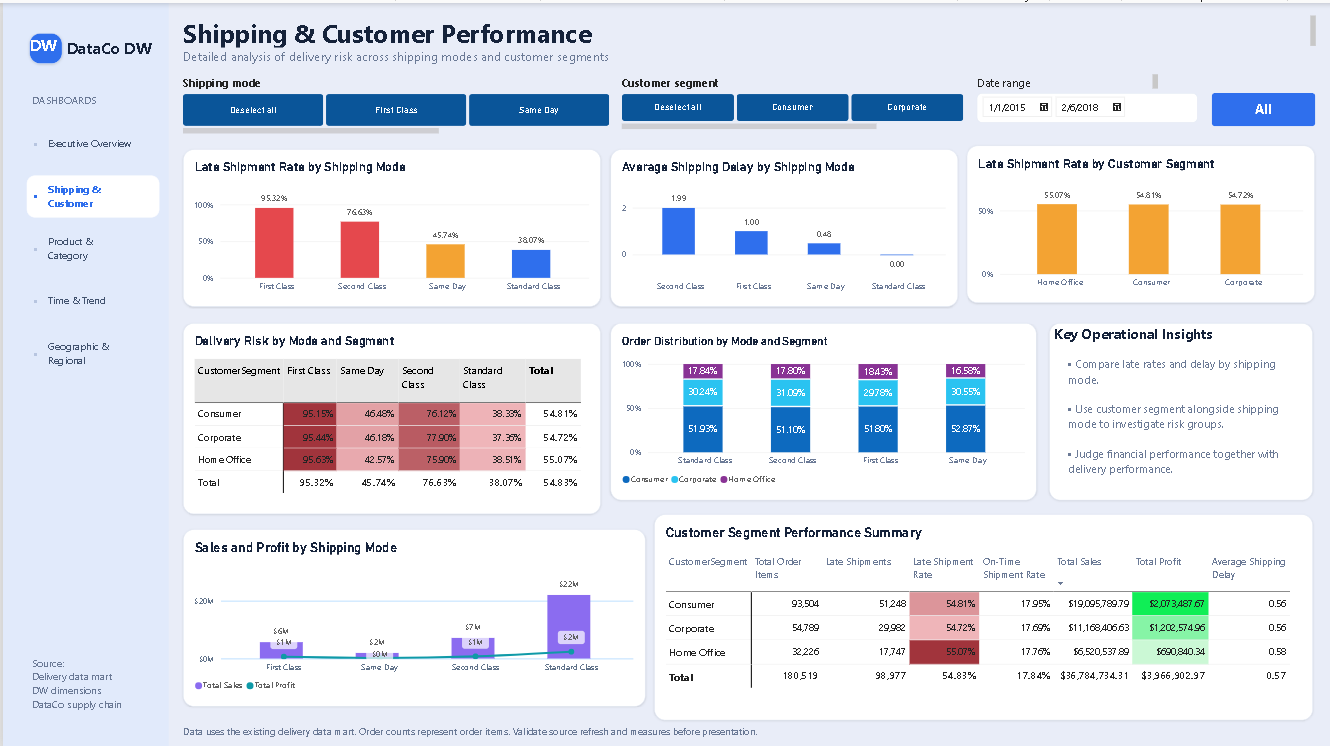 DW DataCo DW
DASHBOARDS
Executive Overview
Shipping &
Customer
Product &
Category
Time & Trend
Geographic &
Regional
Source:
Delivery data mart
DW dimensions
DataCo supply chain
Shipping & Customer Performance
Detailed analysis of delivery risk across shipping modes and customer segments
Shipping mode
Deselect all First Class Same Day
Customer segment
Deselect all Consumer Corporate
Date range
1/1/2015 2/6/2018
All
Late Shipment Rate by Shipping Mode
95.32%
76.63%
45.74%
38.07%
100%
50%
0%
First Class Second Class Same Day Standard Class
Average Shipping Delay by Shipping Mode
1.99
1.00
0.48
0.00
2
0
Second Class First Class Same Day Standard Class
Late Shipment Rate by Customer Segment
55.07% 54.81% 54.72%
50%
0%
Home Office Consumer Corporate
Delivery Risk by Mode and Segment
CustomerSegment First Class Same Day Second Class Standard Class Total
Consumer 95.15% 46.48% 76.12% 38.33% 54.81%
Corporate 95.44% 46.18% 77.90% 37.36% 54.72%
Home Office 95.63% 42.57% 75.90% 38.51% 55.07%
Total 95.32% 45.74% 76.63% 38.07% 54.83%
Order Distribution by Mode and Segment
100%
50%
0%
17.84% 17.80% 18.43% 16.58%
30.24% 31.09% 29.78% 30.55%
51.93% 51.10% 51.80% 52.87%
Standard Class Second Class First Class Same Day
Consumer Corporate Home Office
Key Operational Insights
• Compare late rates and delay by shipping
mode.
• Use customer segment alongside shipping
mode to investigate risk groups.
• Judge financial performance together with
delivery performance.
Sales and Profit by Shipping Mode
$20M
$0M
$6M $2M $7M $22M
$1M $0M $1M $2M
First Class Same Day Second Class Standard Class
Total Sales Total Profit
Customer Segment Performance Summary
CustomerSegment Total Order Items Late Shipments Late Shipment Rate On-Time Shipment Rate Total Sales Total Profit Average Shipping Delay
Consumer 93,504 51,248 54.81% 17.95% $19,095,789.79 $2,073,487.67 0.56
Corporate 54,789 29,982 54.72% 17.69% $11,168,406.63 $1,202,574.96 0.56
Home Office 32,226 17,747 55.07% 17.76% $6,520,537.89 $690,840.34 0.58
Total 180,519 98,977 54.83% 17.84% $36,784,734.31 $3,966,902.97 0.57
Data uses the existing delivery data mart. Order counts represent order items. Validate source refresh and measures before presentation.